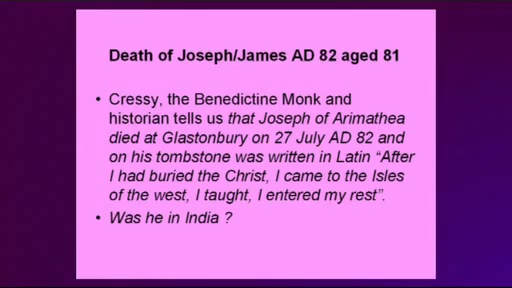 Death of Joseph/James AD 82 aged 81
• Cressy, the Benedictine Monk and
historian tells us that Joseph of Arimathea
died at Glastonbury on 27 July AD 82 and
on his tombstone was written in Latin “After
I had buried the Christ, I came to the Isles
of the west, I taught, I entered my rest”.
• Was he in India ?